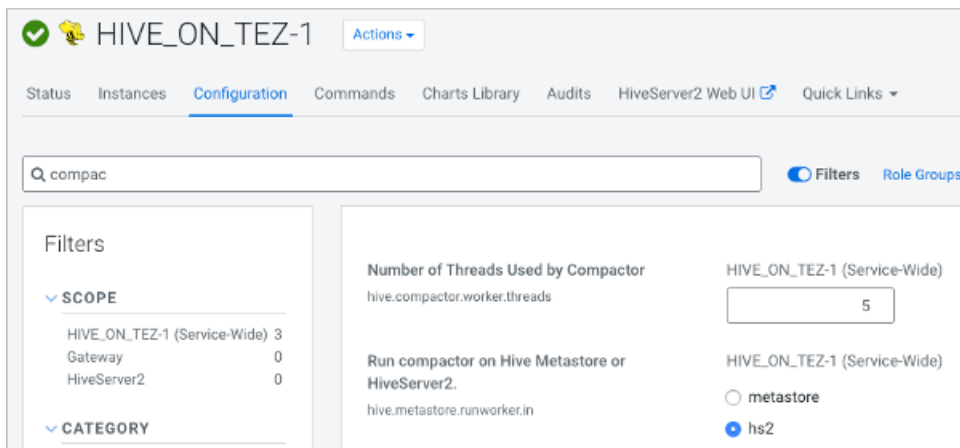 HIVE_ON_TEZ-1 Actions
Status Instances Configuration Commands Charts Library Audits HiveServer2 Web UI Quick Links
compac Filters Role Groups
Filters
SCOPE
HIVE_ON_TEZ-1 (Service-Wide) 3
Gateway 0
HiveServer2 0
CATEGORY
Number of Threads Used by Compactor HIVE_ON_TEZ-1 (Service-Wide)
hive.compactor.worker.threads 5
Run compactor on Hive Metastore or HIVE_ON_TEZ-1 (Service-Wide)
HiveServer2.
hive.metastore.runworker.in
metastore
hs2